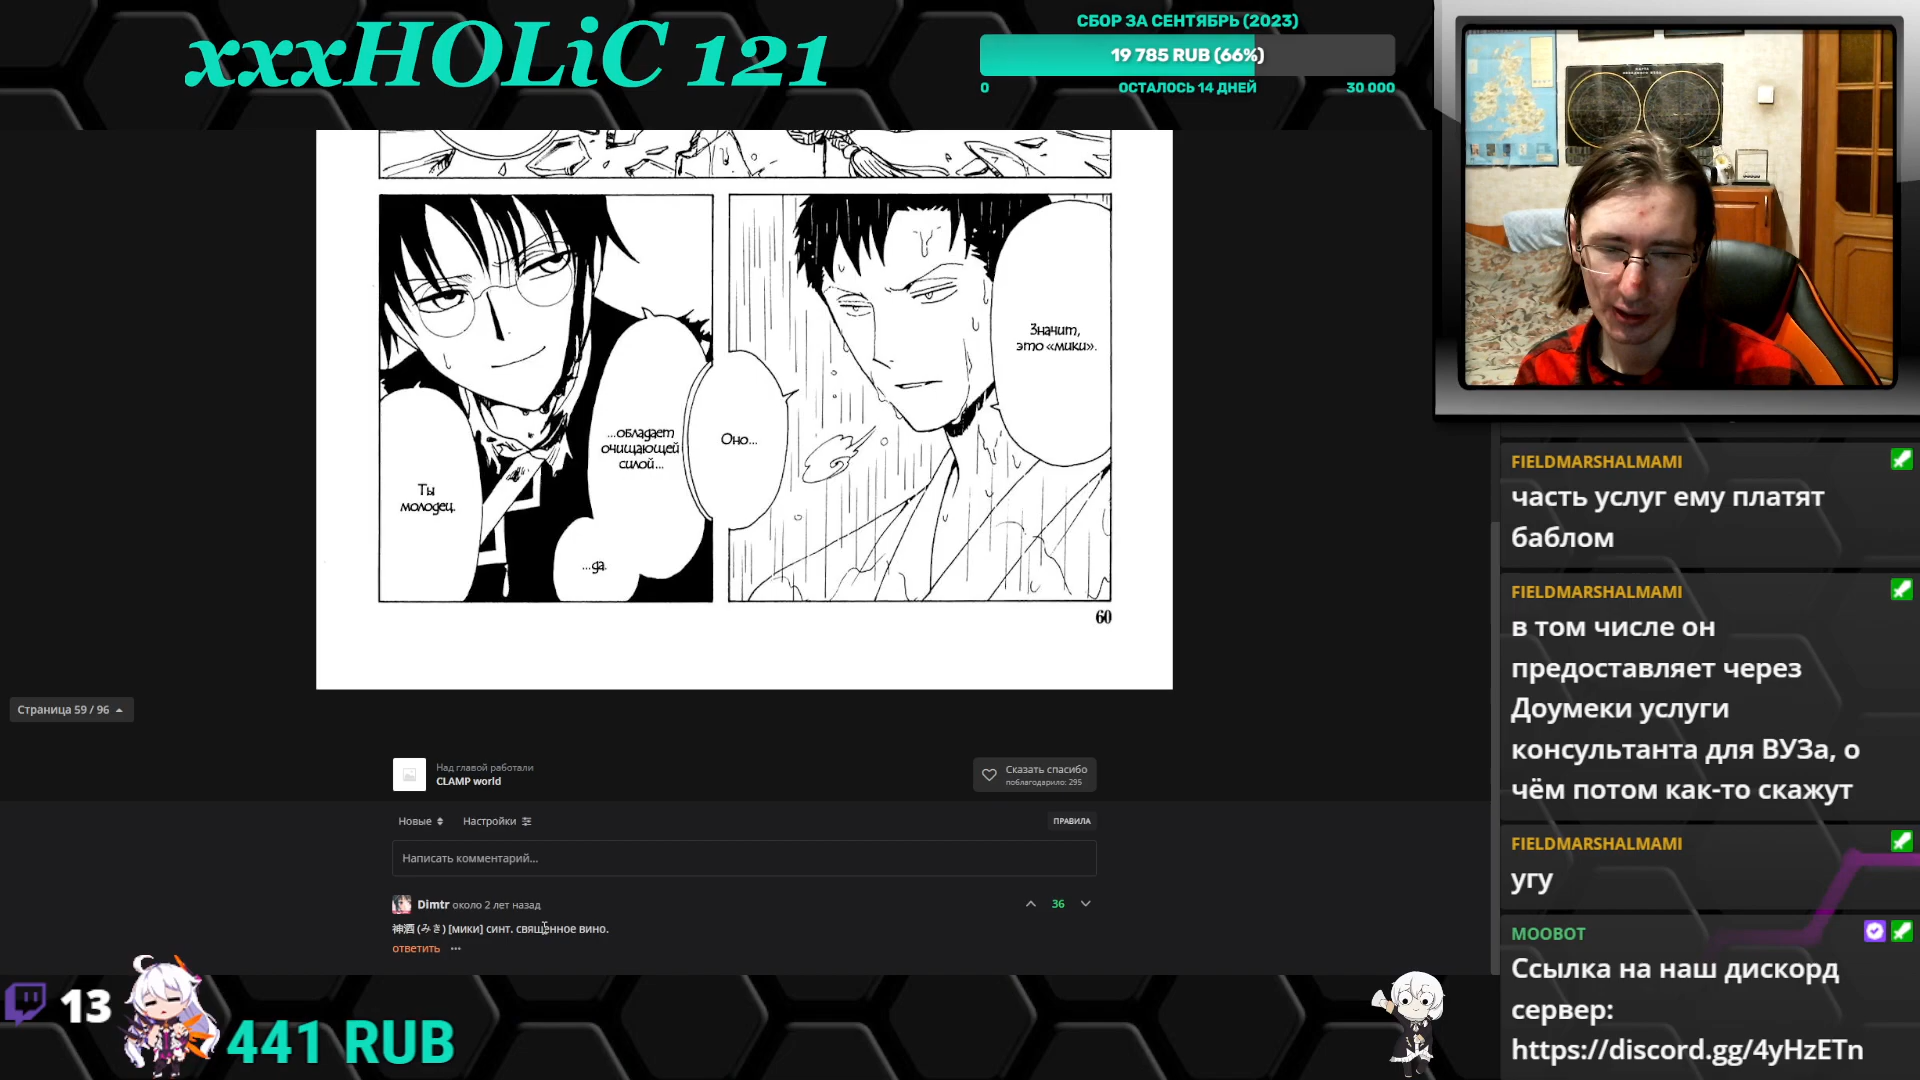 xxxHOLiC 121
СБОР ЗА СЕНТЯБРЬ (2023)
19 785 RUB (66%)
0
ОСТАЛОСЬ 14 ДНЕЙ
30 000
Значит,
это «мики».
Оно...
...обладает
очищающей
силой...
...да.
Ты
молодец.
60
Страница 59 / 96
Над главой работали
CLAMP world
Сказать спасибо
поблагодарило: 295
Новые
Настройки
ПРАВИЛА
Написать комментарий...
Dimtr около 2 лет назад
36
神酒 (みき) [мики] синт. священное вино.
ответить ...
FIELDMARSHALMAMI
часть услуг ему платят
баблом
FIELDMARSHALMAMI
в том числе он
предоставляет через
Доумеки услуги
консультанта для ВУЗа, о
чём потом как-то скажут
FIELDMARSHALMAMI
угу
MOOBOT
Ссылка на наш дискорд
сервер:
https://discord.gg/4yHzETn
13
441 RUB